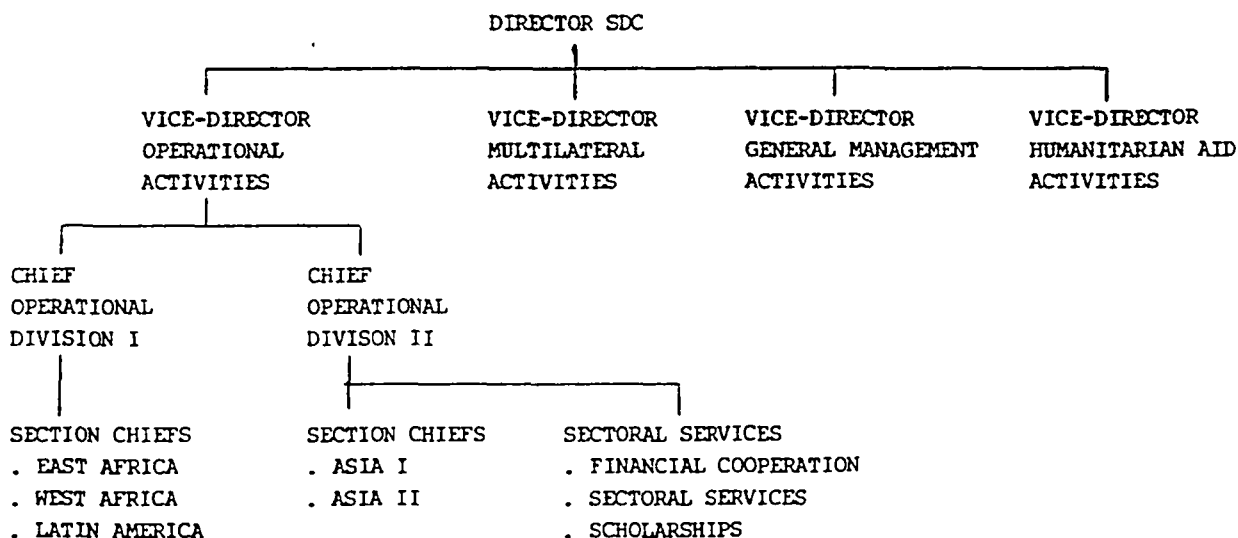 DIRECTOR SDC
VICE-DIRECTOR
OPERATIONAL
ACTIVITIES
VICE-DIRECTOR
MULTILATERAL
ACTIVITIES
VICE-DIRECTOR
GENERAL MANAGEMENT
ACTIVITIES
VICE-DIRECTOR
HUMANITARIAN AID
ACTIVITIES
CHIEF
OPERATIONAL
DIVISION I
CHIEF
OPERATIONAL
DIVISON II
SECTION CHIEFS
. EAST AFRICA
. WEST AFRICA
. LATIN AMERICA
SECTION CHIEFS
. ASIA I
. ASIA II
SECTORAL SERVICES
. FINANCIAL COOPERATION
. SECTORAL SERVICES
. SCHOLARSHIPS